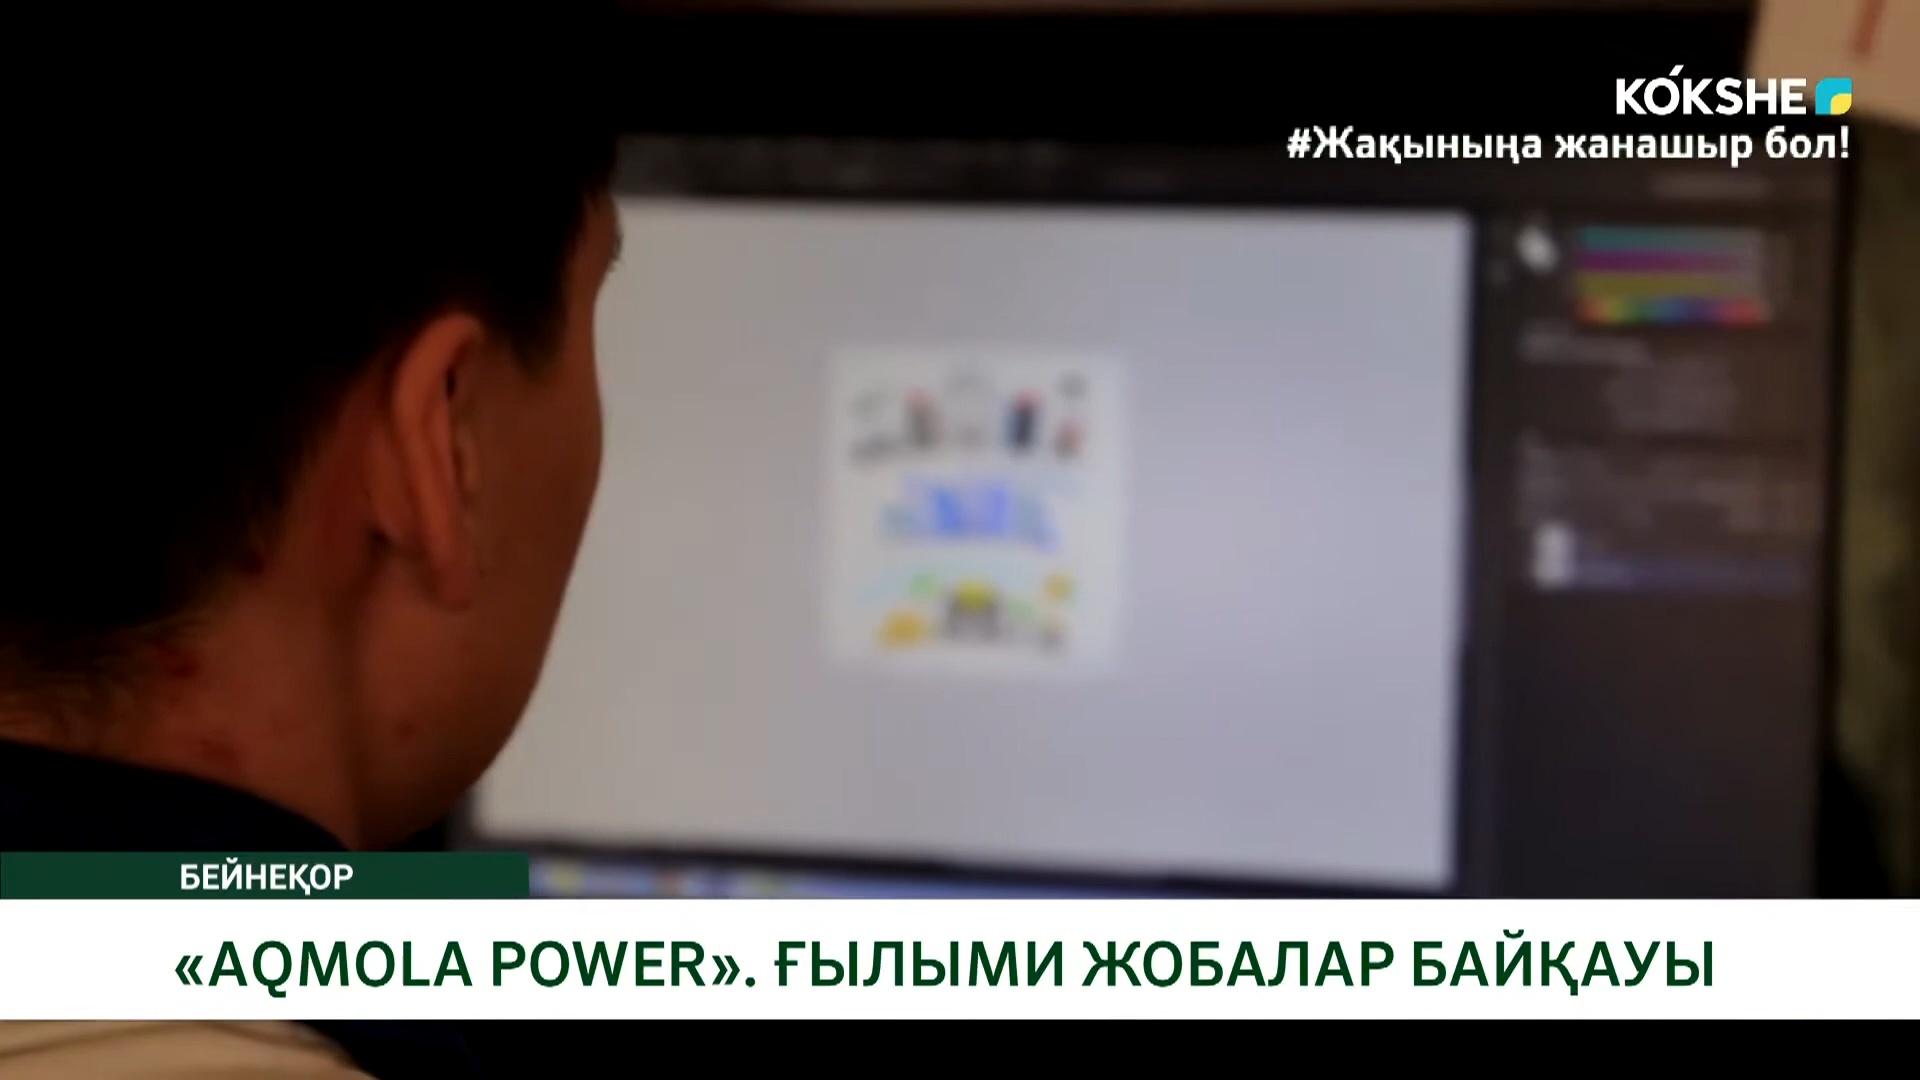 KÓKSHE
#Жақыныңа жанашыр бол!
БЕЙНЕҚОР
«AQMOLA POWER». ҒЫЛЫМИ ЖОБАЛАР БАЙҚАУЫ